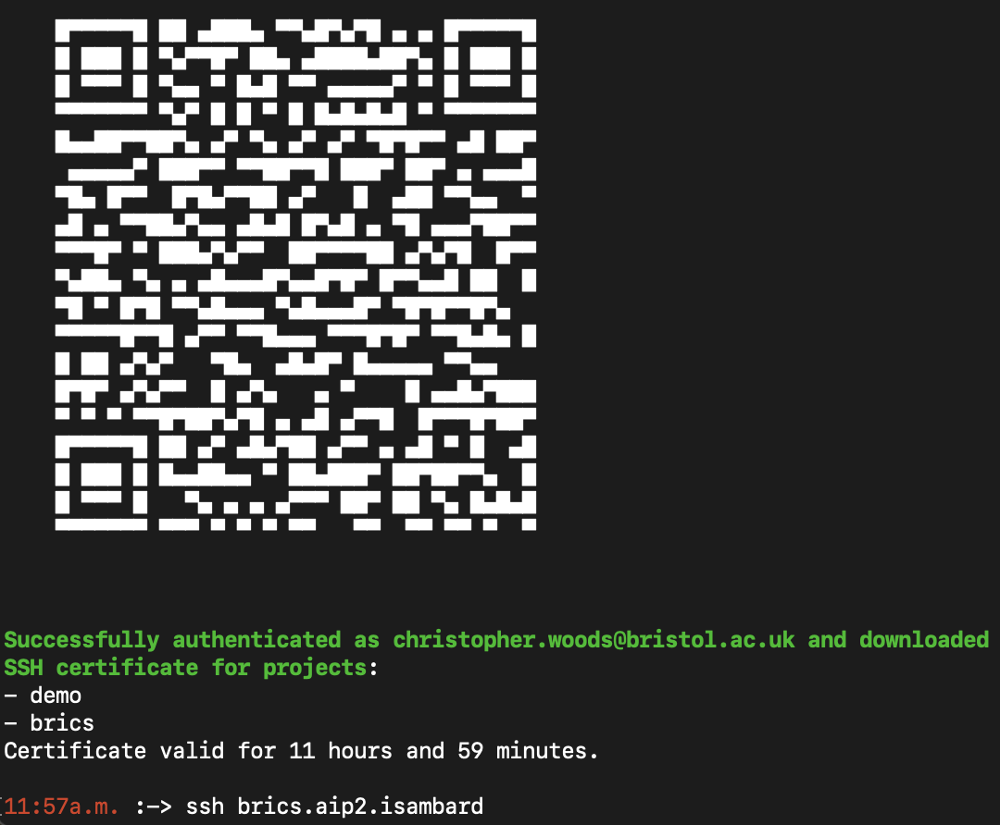 Successfully authenticated as christopher.woods@bristol.ac.uk and downloaded
SSH certificate for projects:
- demo
- brics
Certificate valid for 11 hours and 59 minutes.
11:57a.m. :-> ssh brics.aip2.isambard